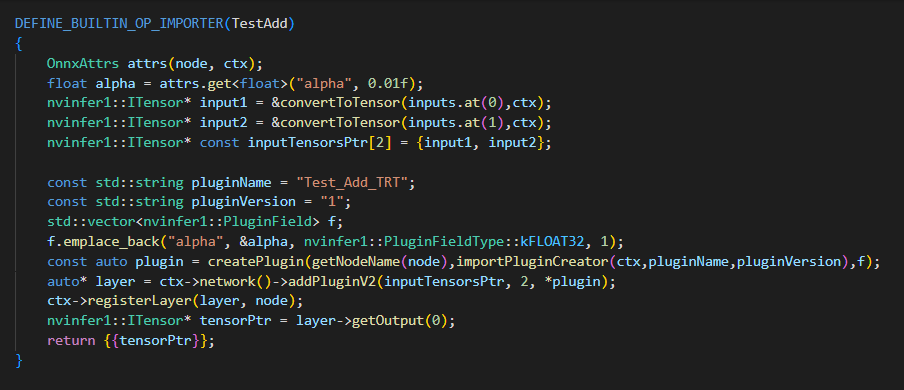 DEFINE_BUILTIN_OP_IMPORTER(TestAdd)
{
    OnnxAttrs attrs(node, ctx);
    float alpha = attrs.get<float>("alpha", 0.01f);
    nvinfer1::ITensor* input1 = &convertToTensor(inputs.at(0),ctx);
    nvinfer1::ITensor* input2 = &convertToTensor(inputs.at(1),ctx);
    nvinfer1::ITensor* const inputTensorsPtr[2] = {input1, input2};

    const std::string pluginName = "Test_Add_TRT";
    const std::string pluginVersion = "1";
    std::vector<nvinfer1::PluginField> f;
    f.emplace_back("alpha", &alpha, nvinfer1::PluginFieldType::kFLOAT32, 1);
    const auto plugin = createPlugin(getNodeName(node),importPluginCreator(ctx,pluginName,pluginVersion),f);
    auto* layer = ctx->network()->addPluginV2(inputTensorsPtr, 2, *plugin);
    ctx->registerLayer(layer, node);
    nvinfer1::ITensor* tensorPtr = layer->getOutput(0);
    return {{tensorPtr}};
}